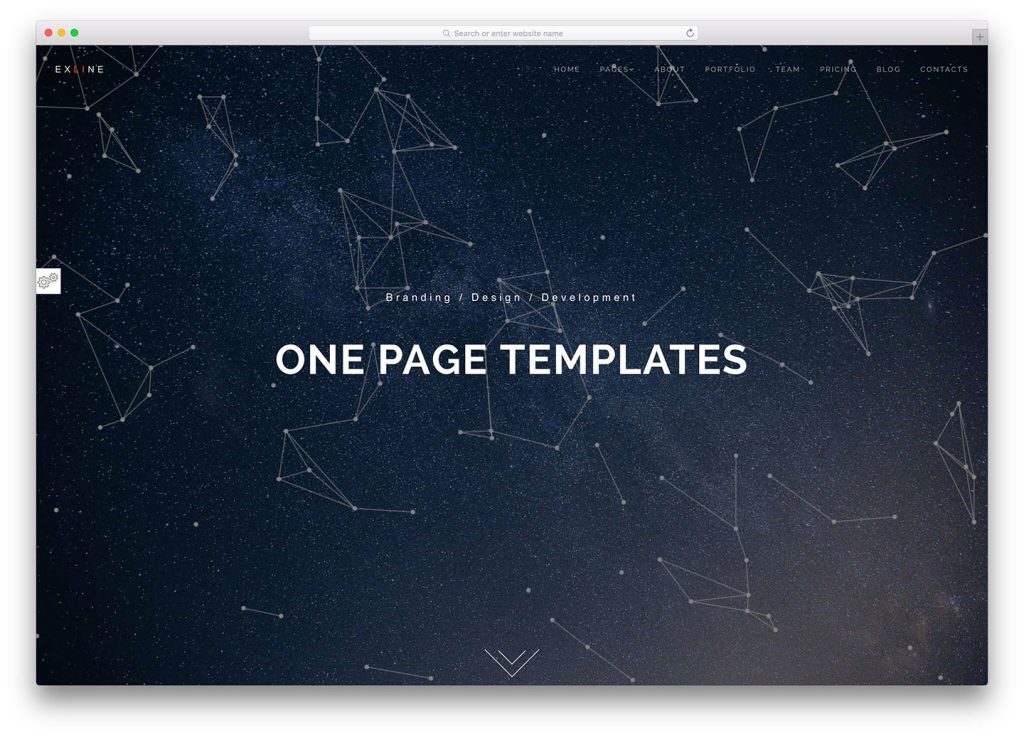 Search or enter website name
EXLINE
HOME PAGES ABOUT PORTFOLIO TEAM PRICING BLOG CONTACTS
Branding / Design / Development
ONE PAGE TEMPLATES